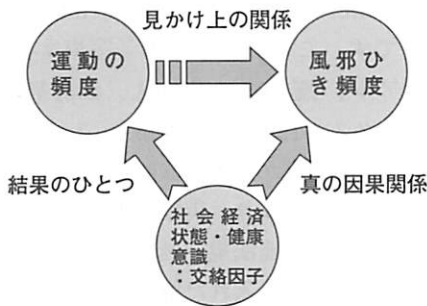 見かけ上の関係
運動の
頻度
風邪ひ
き頻度
結果のひとつ
真の因果関係
社会経済
状態・健康
意識
：交絡因子